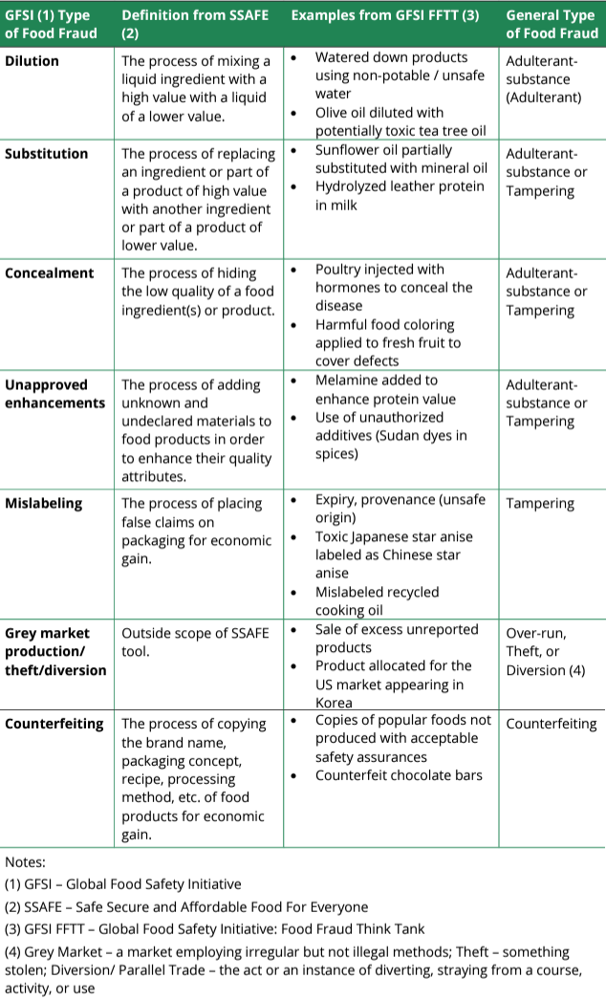 GFSI (1) Type of Food Fraud
Definition from SSAFE (2)
Examples from GFSI FFTT (3)
General Type of Food Fraud
Dilution
The process of mixing a
liquid ingredient with a
high value with a liquid
of a lower value.
• Watered down products
using non-potable / unsafe
water
• Olive oil diluted with
potentially toxic tea tree oil
Adulterant-
substance
(Adulterant)
Substitution
The process of replacing
an ingredient or part of
a product of high value
with another ingredient
or part of a product of
lower value.
• Sunflower oil partially
substituted with mineral oil
• Hydrolyzed leather protein
in milk
Adulterant-
substance or
Tampering
Concealment
The process of hiding
the low quality of a food
ingredient(s) or product.
• Poultry injected with
hormones to conceal the
disease
• Harmful food coloring
applied to fresh fruit to
cover defects
Adulterant-
substance or
Tampering
Unapproved
enhancements
The process of adding
unknown and
undeclared materials to
food products in order
to enhance their quality
attributes.
• Melamine added to
enhance protein value
• Use of unauthorized
additives (Sudan dyes in
spices)
Adulterant-
substance or
Tampering
Mislabeling
The process of placing
false claims on
packaging for economic
gain.
• Expiry, provenance (unsafe
origin)
• Toxic Japanese star anise
labeled as Chinese star
anise
• Mislabeled recycled
cooking oil
Tampering
Grey market
production/
theft/diversion
Outside scope of SSAFE
tool.
• Sale of excess unreported
products
• Product allocated for the
US market appearing in
Korea
Over-run,
Theft, or
Diversion (4)
Counterfeiting
The process of copying
the brand name,
packaging concept,
recipe, processing
method, etc. of food
products for economic
gain.
• Copies of popular foods not
produced with acceptable
safety assurances
• Counterfeit chocolate bars
Counterfeiting
Notes:
(1) GFSI – Global Food Safety Initiative
(2) SSAFE – Safe Secure and Affordable Food For Everyone
(3) GFSI FFTT – Global Food Safety Initiative: Food Fraud Think Tank
(4) Grey Market – a market employing irregular but not illegal methods; Theft – something
stolen; Diversion/ Parallel Trade – the act or an instance of diverting, straying from a course,
activity, or use